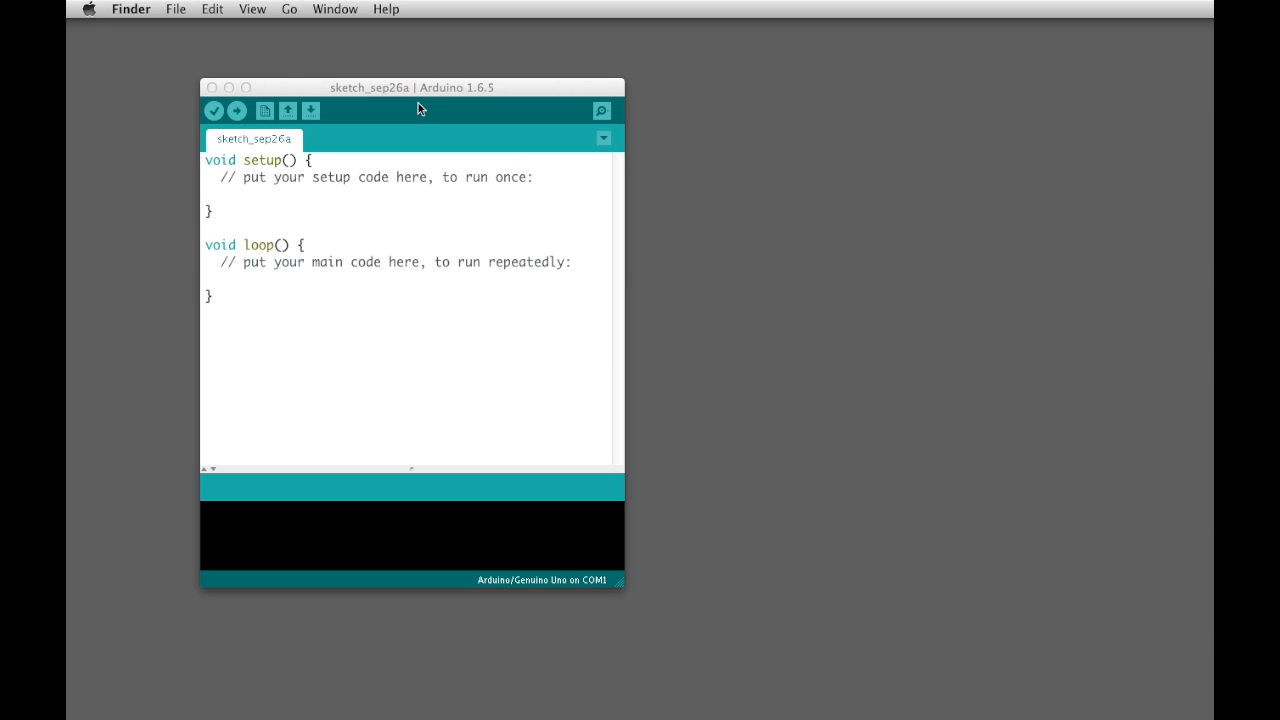 Finder File Edit View Go Window Help
sketch_sep26a | Arduino 1.6.5
sketch_sep26a
void setup() {
  // put your setup code here, to run once:
}
void loop() {
  // put your main code here, to run repeatedly:
}
Arduino/Genuino Uno on COM1